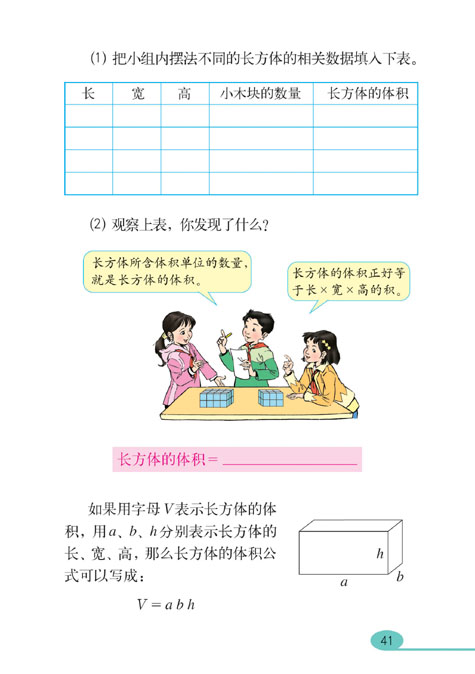 (1) 把小组内摆法不同的长方体的相关数据填入下表。
长 宽 高 小木块的数量 长方体的体积
(2) 观察上表，你发现了什么？
长方体所含体积单位的数量，
就是长方体的体积。
长方体的体积正好等
于长×宽×高的积。
长方体的体积=
如果用字母V表示长方体的体
积，用a、b、h分别表示长方体的
长、宽、高，那么长方体的体积公
式可以写成：
V=abh
h
a
b
41